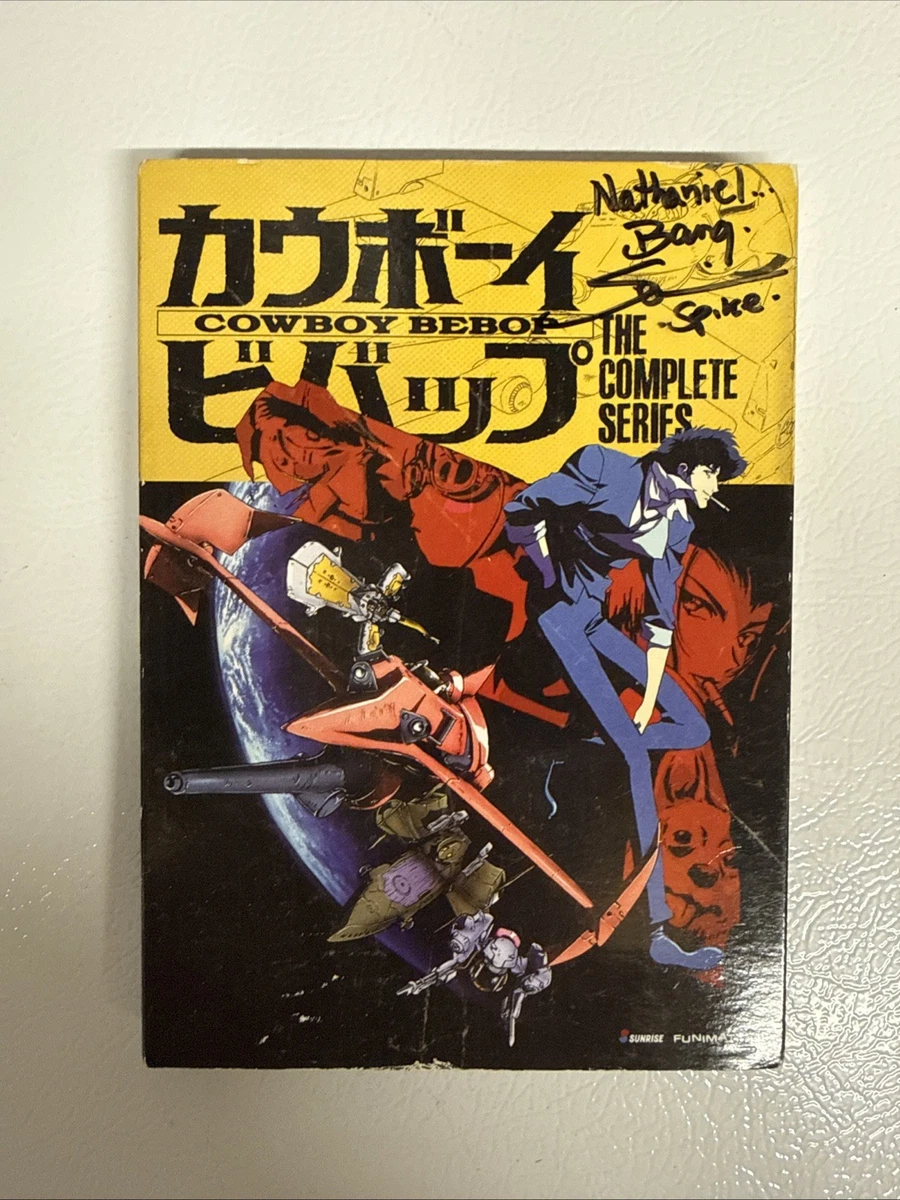 Nathaniel...
Bang.
-Spike-
カウボーイ
COWBOY BEBOP
ビバップ
THE
COMPLETE
SERIES
SUNRISE FUNIMA